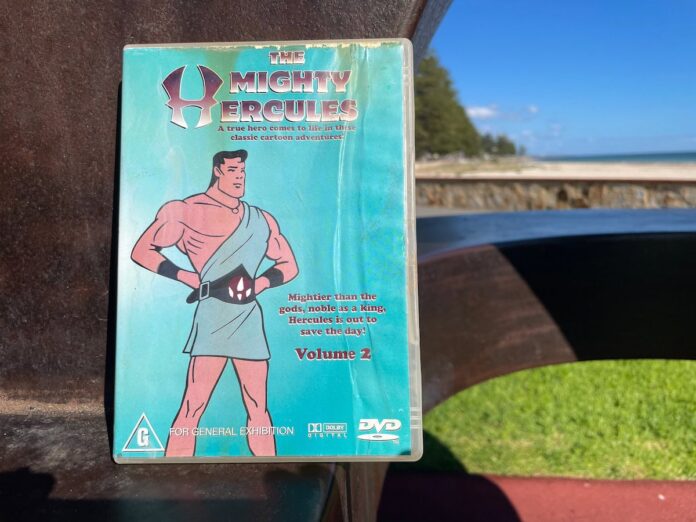 THE
MIGHTY
HERCULES
A true hero comes to life in these
classic cartoon adventures!
Mightier than the
gods, noble as a King,
Hercules is out to
save the day!
Volume 2
G FOR GENERAL EXHIBITION
DOLBY
DIGITAL
DVD